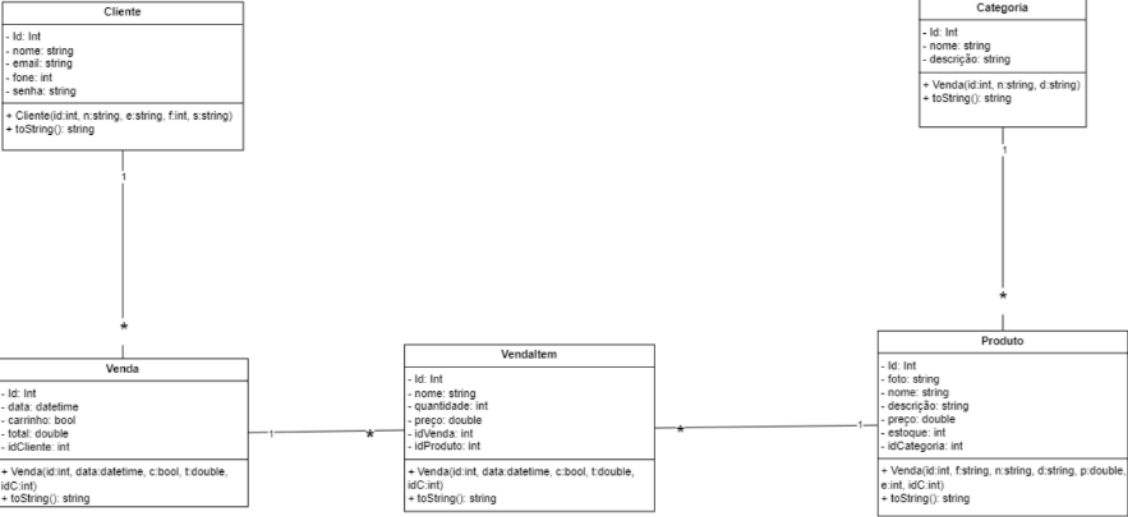 Cliente
- Id: Int
- nome: string
- email: string
- fone: int
- senha: string
+ Cliente(id:int, n:string, e:string, f:int, s:string)
+ toString(): string
1
*
Categoria
- Id: Int
- nome: string
- descrição: string
+ Venda(id:int, n:string, d:string)
+ toString(): string
1
*
Venda
- Id: Int
- data: datetime
- carrinho: bool
- total: double
- idCliente: int
+ Venda(id:int, data:datetime, c:bool, t:double,
idC:int)
+ toString(): string
1
*
VendaItem
- Id: Int
- nome: string
- quantidade: int
- preço: double
- idVenda: int
- idProduto: int
+ Venda(id:int, data:datetime, c:bool, t:double,
idC:int)
+ toString(): string
*
1
Produto
- Id: Int
- foto: string
- nome: string
- descrição: string
- preço: double
- estoque: int
- idCategoria: int
+ Venda(id:int, f:string, n:string, d:string, p:double,
e:int, idC:int)
+ toString(): string